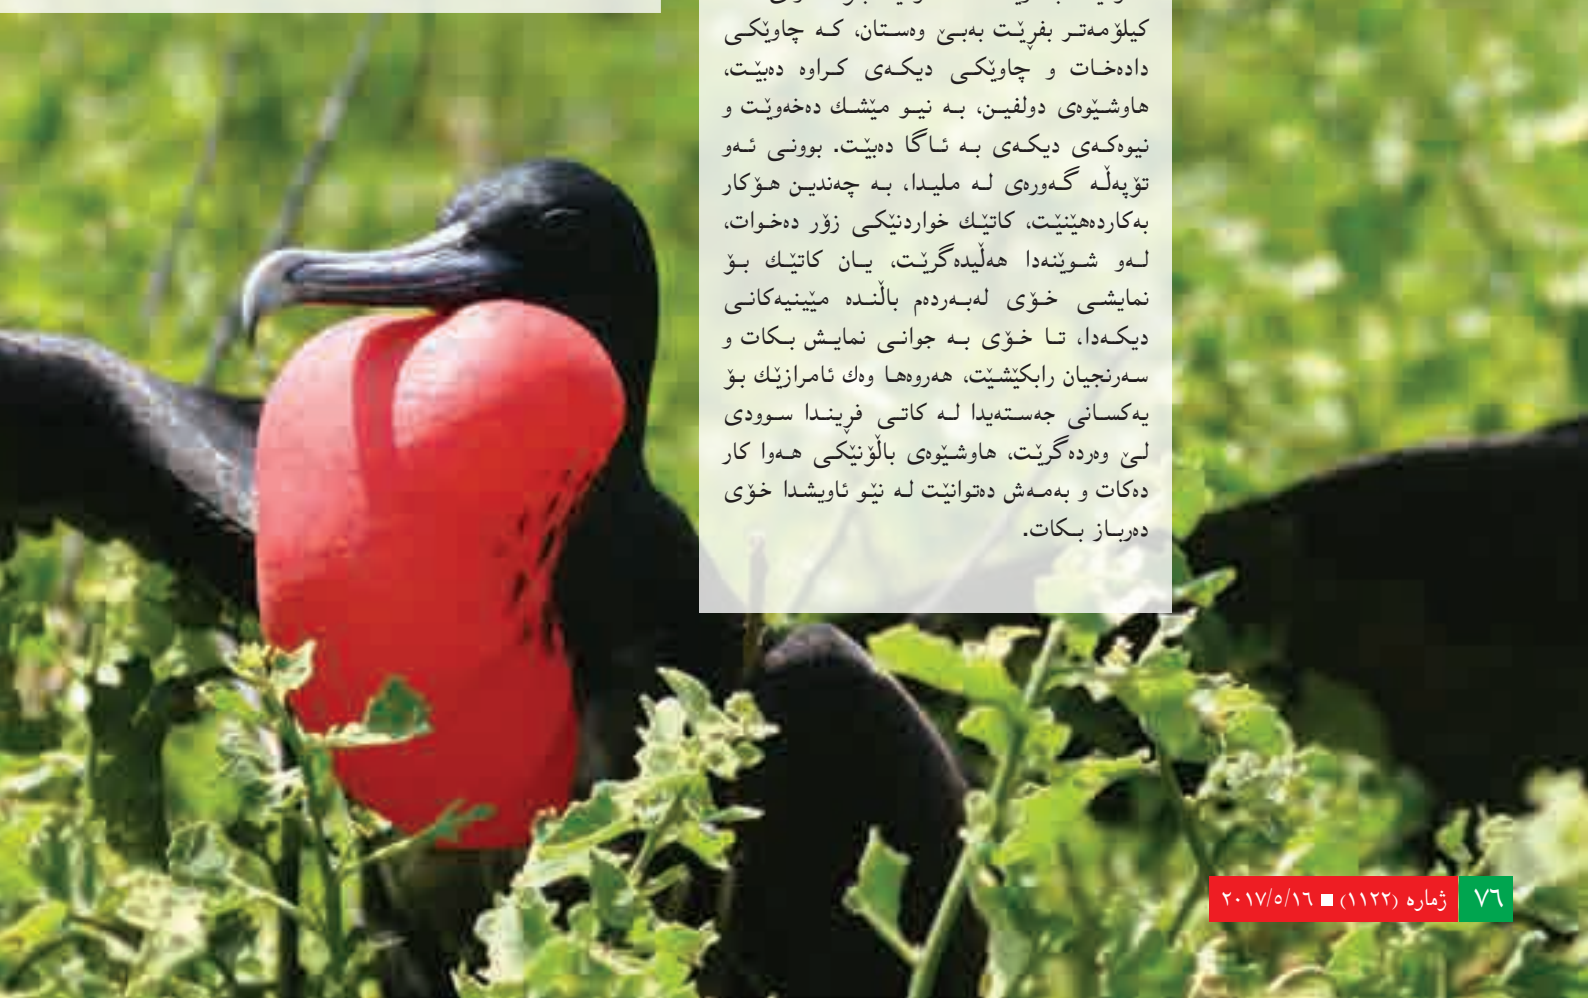 کیلۆمەتر بفڕێت بەبێ وەستان، کە چاوێکی
دادەخات و چاوێکی دیکەی کراوە دەبێت،
هاوشێوەی دولفین، بە نیو مێشك دەخەوێت و
نیوەکەی دیکەی بە ئاگا دەبێت. بوونی ئەو
تۆپەڵە گەورەی لە ملیدا، بە چەندین هۆکار
بەکاردەهێنێت، کاتێك خواردنێکی زۆر دەخوات،
لەو شوێنەدا هەڵیدەگرێت، یان کاتێك بۆ
نمایشی خۆی لەبەردەم باڵندە مێینیەکانی
دیکەدا، تا خۆی بە جوانی نمایش بکات و
سەرنجیان رابکێشێت، هەروەها وەك ئامرازێك بۆ
یەکسانی جەستەیدا لە کاتی فڕیندا سوودی
لێ وەردەگرێت، هاوشێوەی باڵۆنێکی هەوا کار
دەکات و بەمەش دەتوانێت لە نێو ئاویشدا خۆی
دەرباز بکات.
٧٦ ژمارە (١١٢٢) ■ ٢٠١٧/٥/١٦